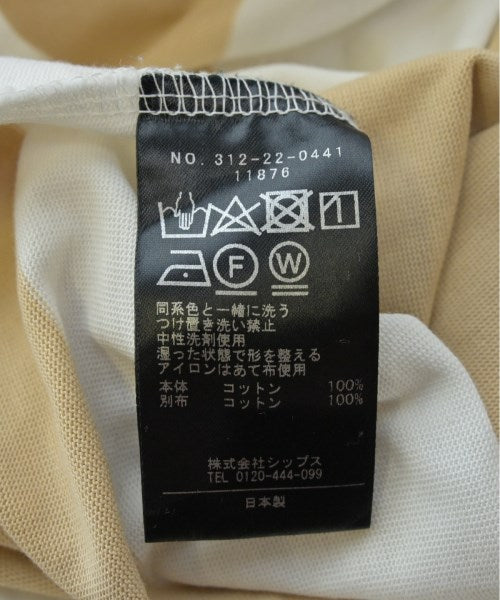 NO. 312-22-0441
11876
F W
同系色と一緒に洗う
つけ置き洗い禁止
中性洗剤使用
湿った状態で形を整える
アイロンはあて布使用
本体 コットン 100%
別布 コットン 100%
株式会社シップス
TEL 0120-444-099
日本製